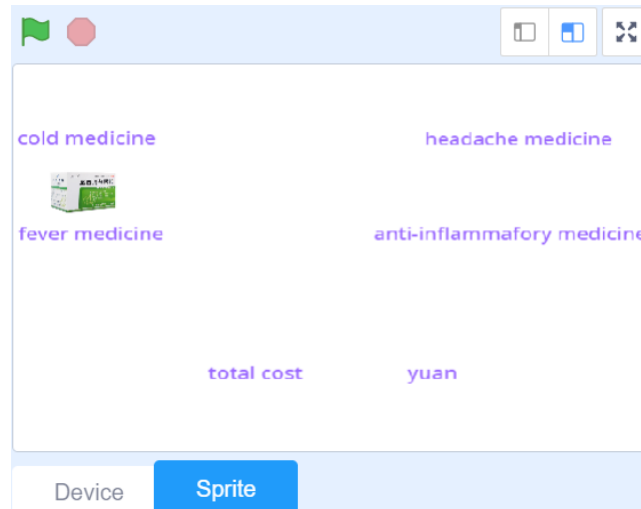 cold medicine
headache medicine
fever medicine
anti-inflammafory medicine
total cost
yuan
Device
Sprite